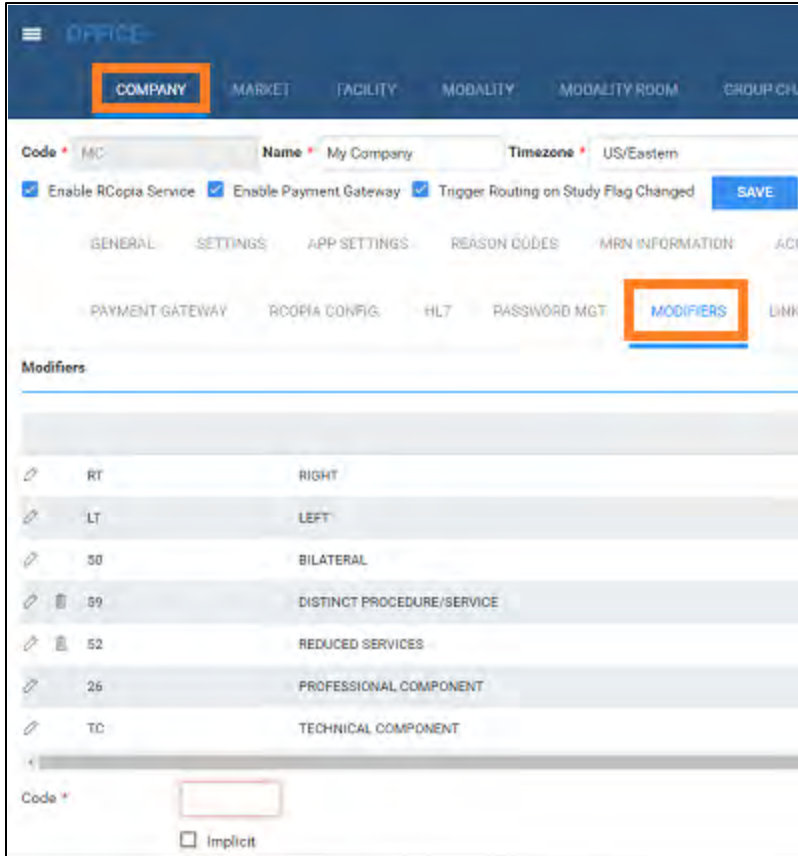 OFFICE
COMPANY MARKET FACILITY MODALITY MODALITY ROOM GROUP CH
Code * MC Name * My Company Timezone * US/Eastern
Enable RCopia Service Enable Payment Gateway Trigger Routing on Study Flag Changed SAVE
GENERAL SETTINGS APP SETTINGS REASON CODES MRN INFORMATION
PAYMENT GATEWAY RCOPIA CONFIG. HL7 PASSWORD MGT MODIFIERS LINK
Modifiers
RT RIGHT
LT LEFT
50 BILATERAL
59 DISTINCT PROCEDURE/SERVICE
52 REDUCED SERVICES
26 PROFESSIONAL COMPONENT
TC TECHNICAL COMPONENT
Code *
Implicit